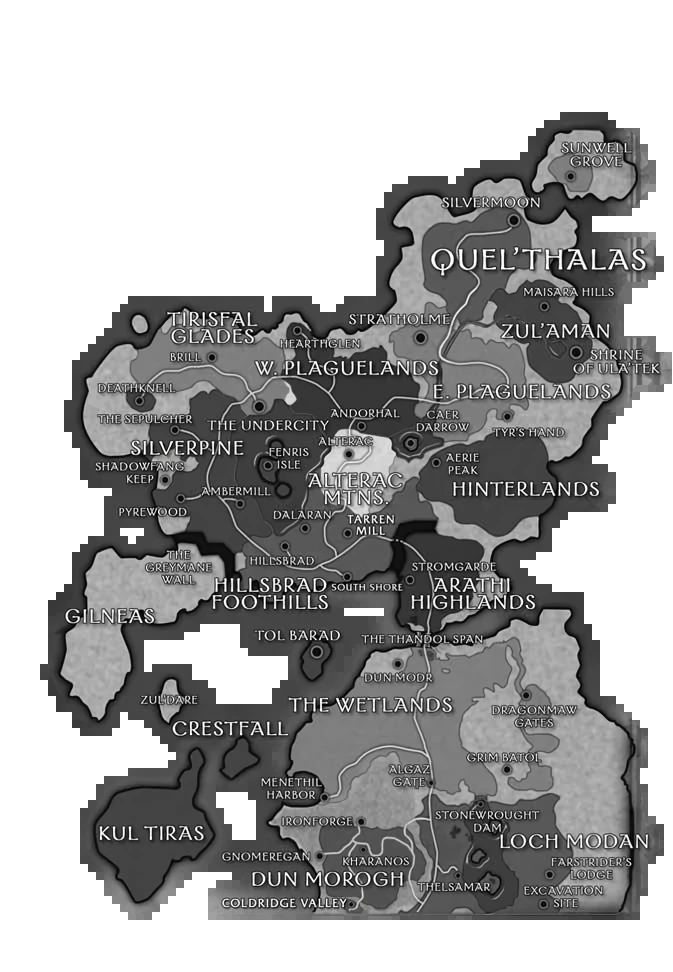 SUNWELL
GROVE
SILVERMOON
QUEL'THALAS
MAISARA HILLS
TIRISFAL
GLADES
STRATHOLME
ZUL'AMAN
HEARTHGLEN
BRILL
SHRINE
OF ULA'TEK
W. PLAGUELANDS
DEATHKNELL
E. PLAGUELANDS
THE SEPULCHER
ANDORHAL
CAER
DARROW
THE UNDERCITY
TYR'S HAND
SILVERPINE
ALTERAC
FENRIS
ISLE
AERIE
PEAK
SHADOWFANG
KEEP
ALTERAC
MTNS.
HINTERLANDS
AMBERMILL
PYREWOOD
DALARAN
TARREN
MILL
THE
GREYMANE
WALL
HILLSBRAD
STROMGARDE
HILLSBRAD
FOOTHILLS
SOUTH SHORE
ARATHI
HIGHLANDS
GILNEAS
TOL BARAD
THE THANDOL SPAN
DUN MODR
ZUL'DARE
THE WETLANDS
DRAGONMAW
GATES
CRESTFALL
GRIM BATOL
ALGAZ
GATE
MENETHIL
HARBOR
IRONFORGE
STONEWROUGHT
DAM
KUL TIRAS
LOCH MODAN
GNOMEREGAN
KHARANOS
FARSTRIDER'S
LODGE
DUN MOROGH
THELSAMAR
EXCAVATION
SITE
COLDRIDGE VALLEY